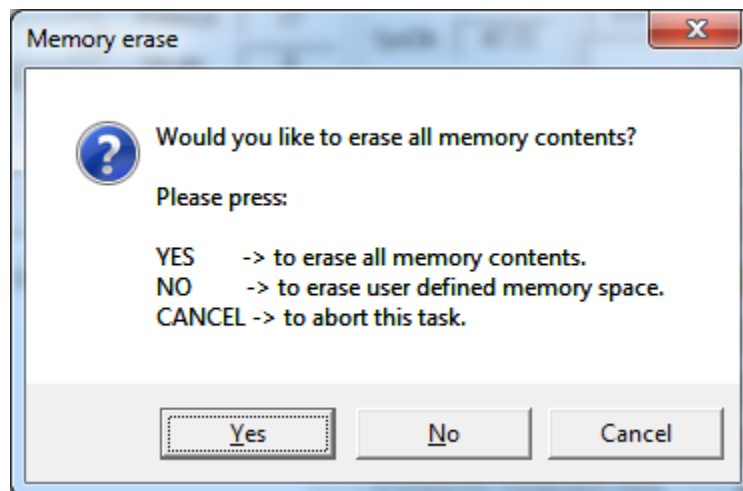 Memory erase
Would you like to erase all memory contents?
Please press:
YES -> to erase all memory contents.
NO -> to erase user defined memory space.
CANCEL -> to abort this task.
Yes
No
Cancel